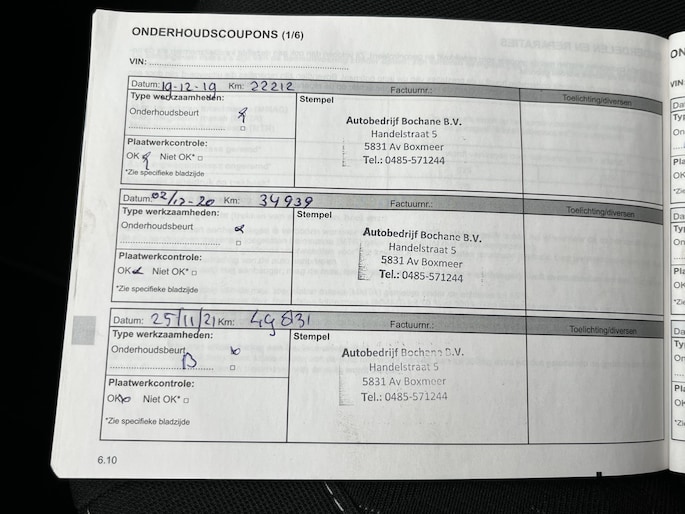 ONDERHOUDSCOUPONS (1/6)
VIN:
Datum: 19-12-19 Km: 22212 Factuurnr.: Toelichting/diversen
Type werkzaamheden: Stempel
Onderhoudsbeurt
Autobedrijf Bochane B.V.
Handelstraat 5
5831 Av Boxmeer
Tel.: 0485-571244
Plaatwerkcontrole:
OK Niet OK*
*Zie specifieke bladzijde
Datum: 02/12-20 Km: 34939 Factuurnr.: Toelichting/diversen
Type werkzaamheden: Stempel
Onderhoudsbeurt
Autobedrijf Bochane B.V.
Handelstraat 5
5831 AV Boxmeer
Tel.: 0485-571244
Plaatwerkcontrole:
OK Niet OK*
*Zie specifieke bladzijde
Datum: 25/11/21 Km: 49831 Factuurnr.: Toelichting/diversen
Type werkzaamheden: Stempel
Onderhoudsbeurt
B
Autobedrijf Bochane B.V.
Handelstraat 5
5831 Av Boxmeer
Tel.: 0485-571244
Plaatwerkcontrole:
OK Niet OK*
*Zie specifieke bladzijde
6.10